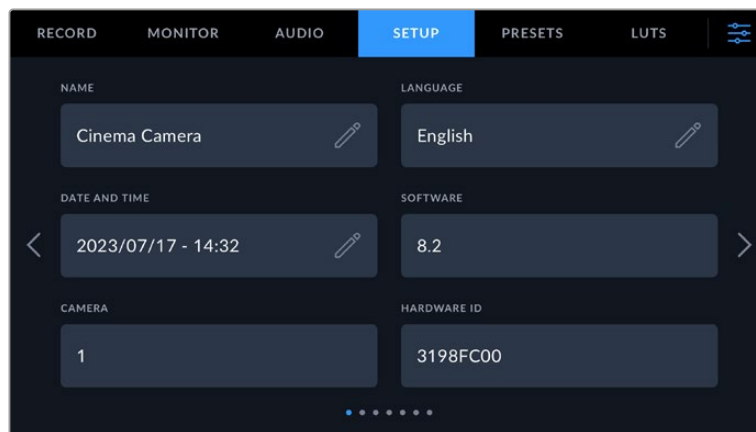 RECORD MONITOR AUDIO SETUP PRESETS LUTS
NAME LANGUAGE
Cinema Camera English
DATE AND TIME SOFTWARE
2023/07/17 - 14:32 8.2
CAMERA HARDWARE ID
1 3198FC00